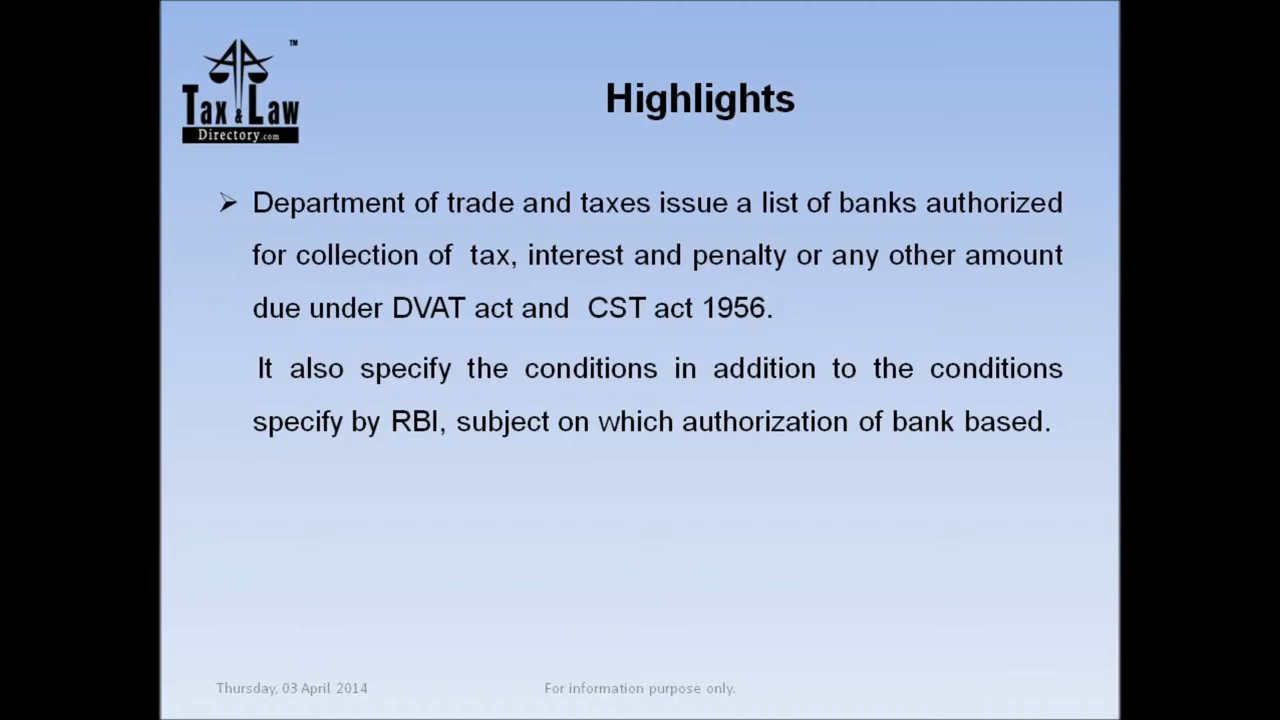 TM
Tax & Law
Directory.com
Highlights
➢ Department of trade and taxes issue a list of banks authorized
for collection of tax, interest and penalty or any other amount
due under DVAT act and CST act 1956.
It also specify the conditions in addition to the conditions
specify by RBI, subject on which authorization of bank based.
Thursday, 03 April 2014
For information purpose only.